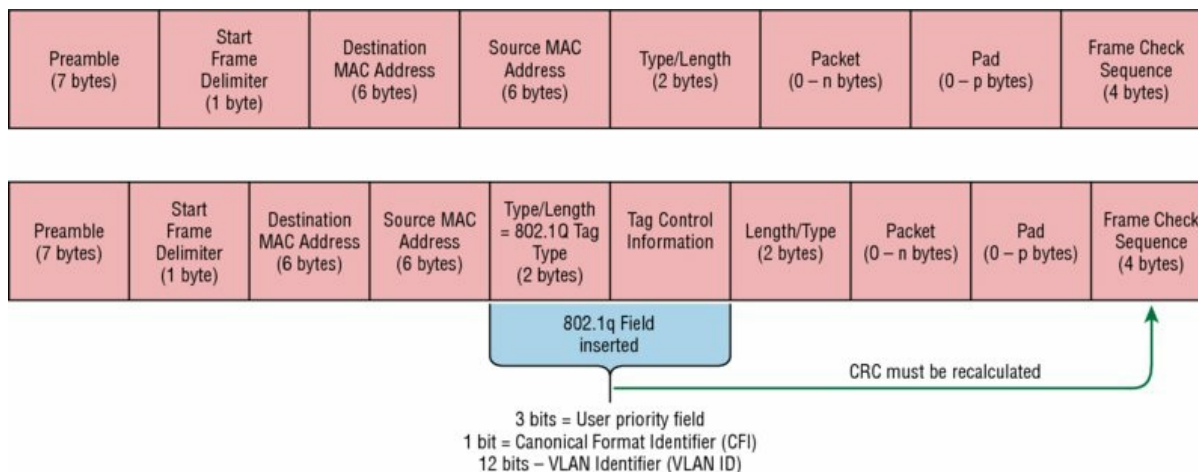 Preamble
(7 bytes)
Start
Frame
Delimiter
(1 byte)
Destination
MAC Address
(6 bytes)
Source MAC
Address
(6 bytes)
Type/Length
(2 bytes)
Packet
(0 – n bytes)
Pad
(0 – p bytes)
Frame Check
Sequence
(4 bytes)
Preamble
(7 bytes)
Start
Frame
Delimiter
(1 byte)
Destination
MAC Address
(6 bytes)
Source MAC
Address
(6 bytes)
Type/Length
= 802.1Q Tag
Type
(2 bytes)
Tag Control
Information
Length/Type
(2 bytes)
Packet
(0 – n bytes)
Pad
(0 – p bytes)
Frame Check
Sequence
(4 bytes)
802.1q Field
inserted
CRC must be recalculated
3 bits = User priority field
1 bit = Canonical Format Identifier (CFI)
12 bits – VLAN Identifier (VLAN ID)